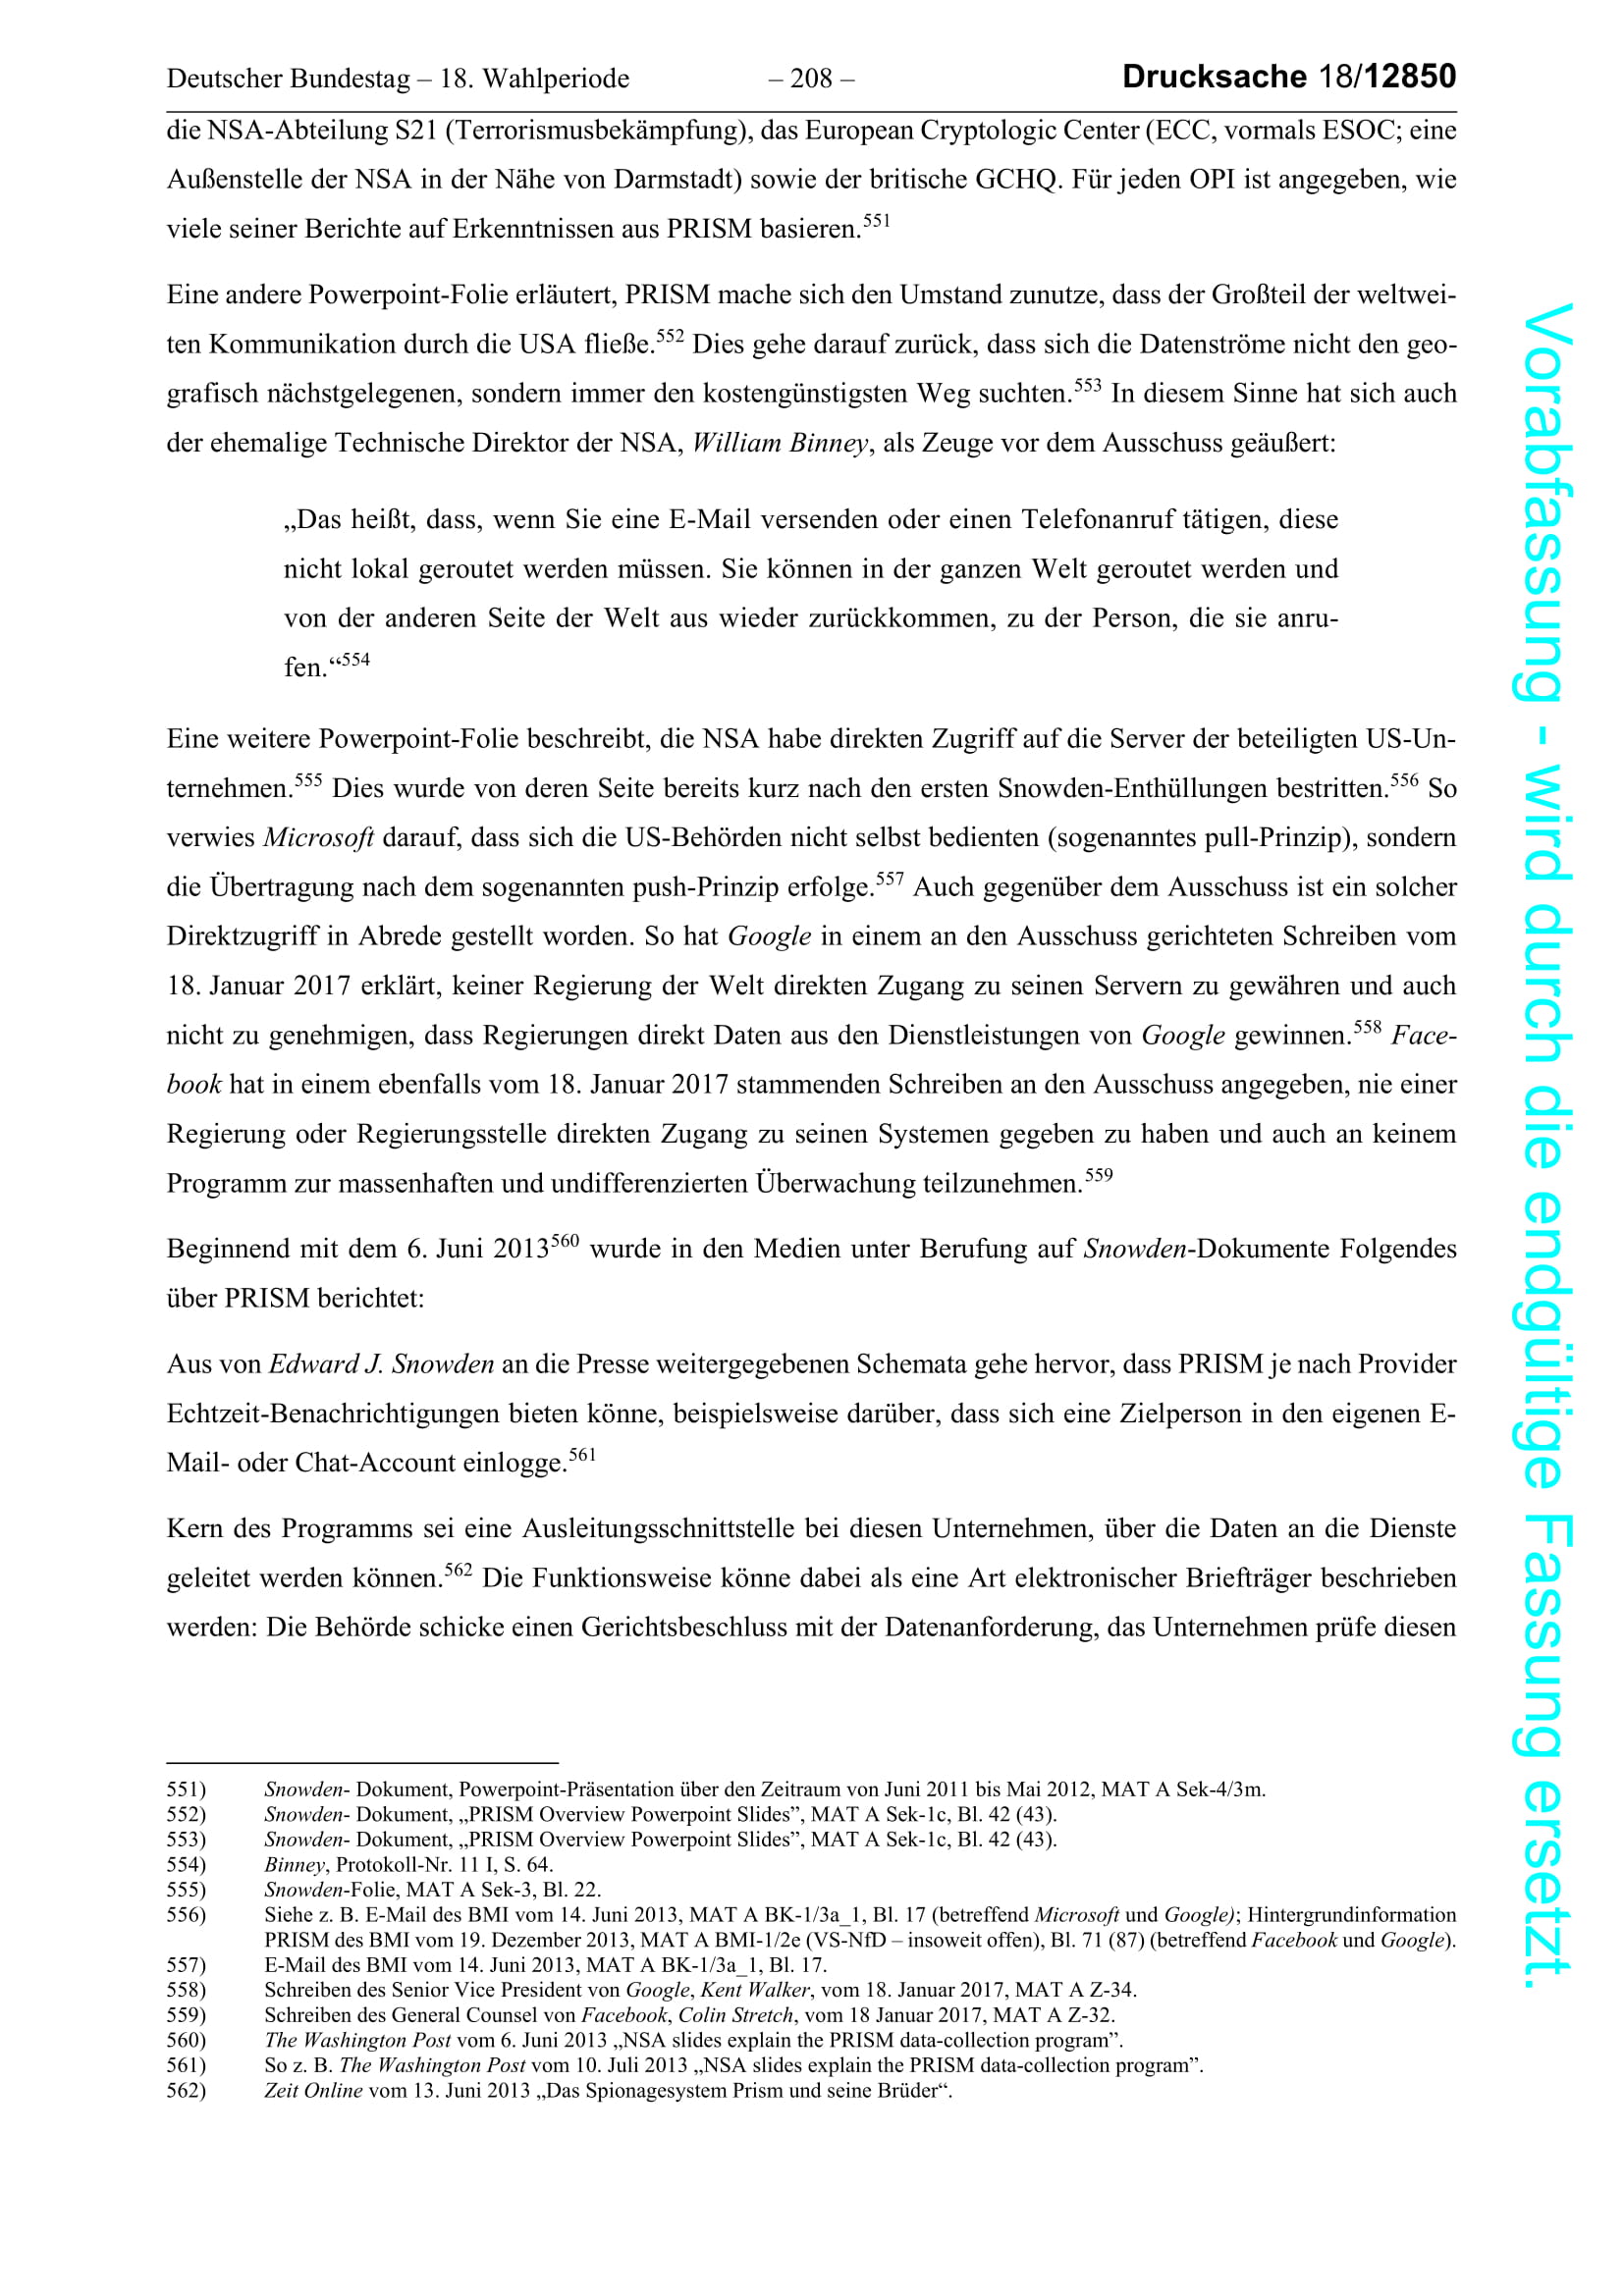 Deutscher Bundestag – 18. Wahlperiode – 208 – Drucksache 18/12850
die NSA-Abteilung S21 (Terrorismusbekämpfung), das European Cryptologic Center (ECC, vormals ESOC; eine
Außenstelle der NSA in der Nähe von Darmstadt) sowie der britische GCHQ. Für jeden OPI ist angegeben, wie
viele seiner Berichte auf Erkenntnissen aus PRISM basieren.551
Eine andere Powerpoint-Folie erläutert, PRISM mache sich den Umstand zunutze, dass der Großteil der weltwei-
ten Kommunikation durch die USA fließe.552 Dies gehe darauf zurück, dass sich die Datenströme nicht den geo-
grafisch nächstgelegenen, sondern immer den kostengünstigsten Weg suchten.553 In diesem Sinne hat sich auch
der ehemalige Technische Direktor der NSA, William Binney, als Zeuge vor dem Ausschuss geäußert:
„Das heißt, dass, wenn Sie eine E-Mail versenden oder einen Telefonanruf tätigen, diese
nicht lokal geroutet werden müssen. Sie können in der ganzen Welt geroutet werden und
von der anderen Seite der Welt aus wieder zurückkommen, zu der Person, die sie anru-
fen.“554
Eine weitere Powerpoint-Folie beschreibt, die NSA habe direkten Zugriff auf die Server der beteiligten US-Un-
ternehmen.555 Dies wurde von deren Seite bereits kurz nach den ersten Snowden-Enthüllungen bestritten.556 So
verwies Microsoft darauf, dass sich die US-Behörden nicht selbst bedienten (sogenanntes pull-Prinzip), sondern
die Übertragung nach dem sogenannten push-Prinzip erfolge.557 Auch gegenüber dem Ausschuss ist ein solcher
Direktzugriff in Abrede gestellt worden. So hat Google in einem an den Ausschuss gerichteten Schreiben vom
18. Januar 2017 erklärt, keiner Regierung der Welt direkten Zugang zu seinen Servern zu gewähren und auch
nicht zu genehmigen, dass Regierungen direkt Daten aus den Dienstleistungen von Google gewinnen.558 Face-
book hat in einem ebenfalls vom 18. Januar 2017 stammenden Schreiben an den Ausschuss angegeben, nie einer
Regierung oder Regierungsstelle direkten Zugang zu seinen Systemen gegeben zu haben und auch an keinem
Programm zur massenhaften und undifferenzierten Überwachung teilzunehmen.559
Beginnend mit dem 6. Juni 2013560 wurde in den Medien unter Berufung auf Snowden-Dokumente Folgendes
über PRISM berichtet:
Aus von Edward J. Snowden an die Presse weitergegebenen Schemata gehe hervor, dass PRISM je nach Provider
Echtzeit-Benachrichtigungen bieten könne, beispielsweise darüber, dass sich eine Zielperson in den eigenen E-
Mail- oder Chat-Account einlogge.561
Kern des Programms sei eine Ausleitungsschnittstelle bei diesen Unternehmen, über die Daten an die Dienste
geleitet werden können.562 Die Funktionsweise könne dabei als eine Art elektronischer Briefträger beschrieben
werden: Die Behörde schicke einen Gerichtsbeschluss mit der Datenanforderung, das Unternehmen prüfe diesen
551) Snowden- Dokument, Powerpoint-Präsentation über den Zeitraum von Juni 2011 bis Mai 2012, MAT A Sek-4/3m.
552) Snowden- Dokument, „PRISM Overview Powerpoint Slides”, MAT A Sek-1c, Bl. 42 (43).
553) Snowden- Dokument, „PRISM Overview Powerpoint Slides”, MAT A Sek-1c, Bl. 42 (43).
554) Binney, Protokoll-Nr. 11 I, S. 64.
555) Snowden-Folie, MAT A Sek-3, Bl. 22.
556) Siehe z. B. E-Mail des BMI vom 14. Juni 2013, MAT A BK-1/3a_1, Bl. 17 (betreffend Microsoft und Google); Hintergrundinformation
PRISM des BMI vom 19. Dezember 2013, MAT A BMI-1/2e (VS-NfD – insoweit offen), Bl. 71 (87) (betreffend Facebook und Google).
557) E-Mail des BMI vom 14. Juni 2013, MAT A BK-1/3a_1, Bl. 17.
558) Schreiben des Senior Vice President von Google, Kent Walker, vom 18. Januar 2017, MAT A Z-34.
559) Schreiben des General Counsel von Facebook, Colin Stretch, vom 18 Januar 2017, MAT A Z-32.
560) The Washington Post vom 6. Juni 2013 „NSA slides explain the PRISM data-collection program”.
561) So z. B. The Washington Post vom 10. Juli 2013 „NSA slides explain the PRISM data-collection program”.
562) Zeit Online vom 13. Juni 2013 „Das Spionagesystem Prism und seine Brüder“.
Vorabfassung - wird durch die endgültige Fassung ersetzt.